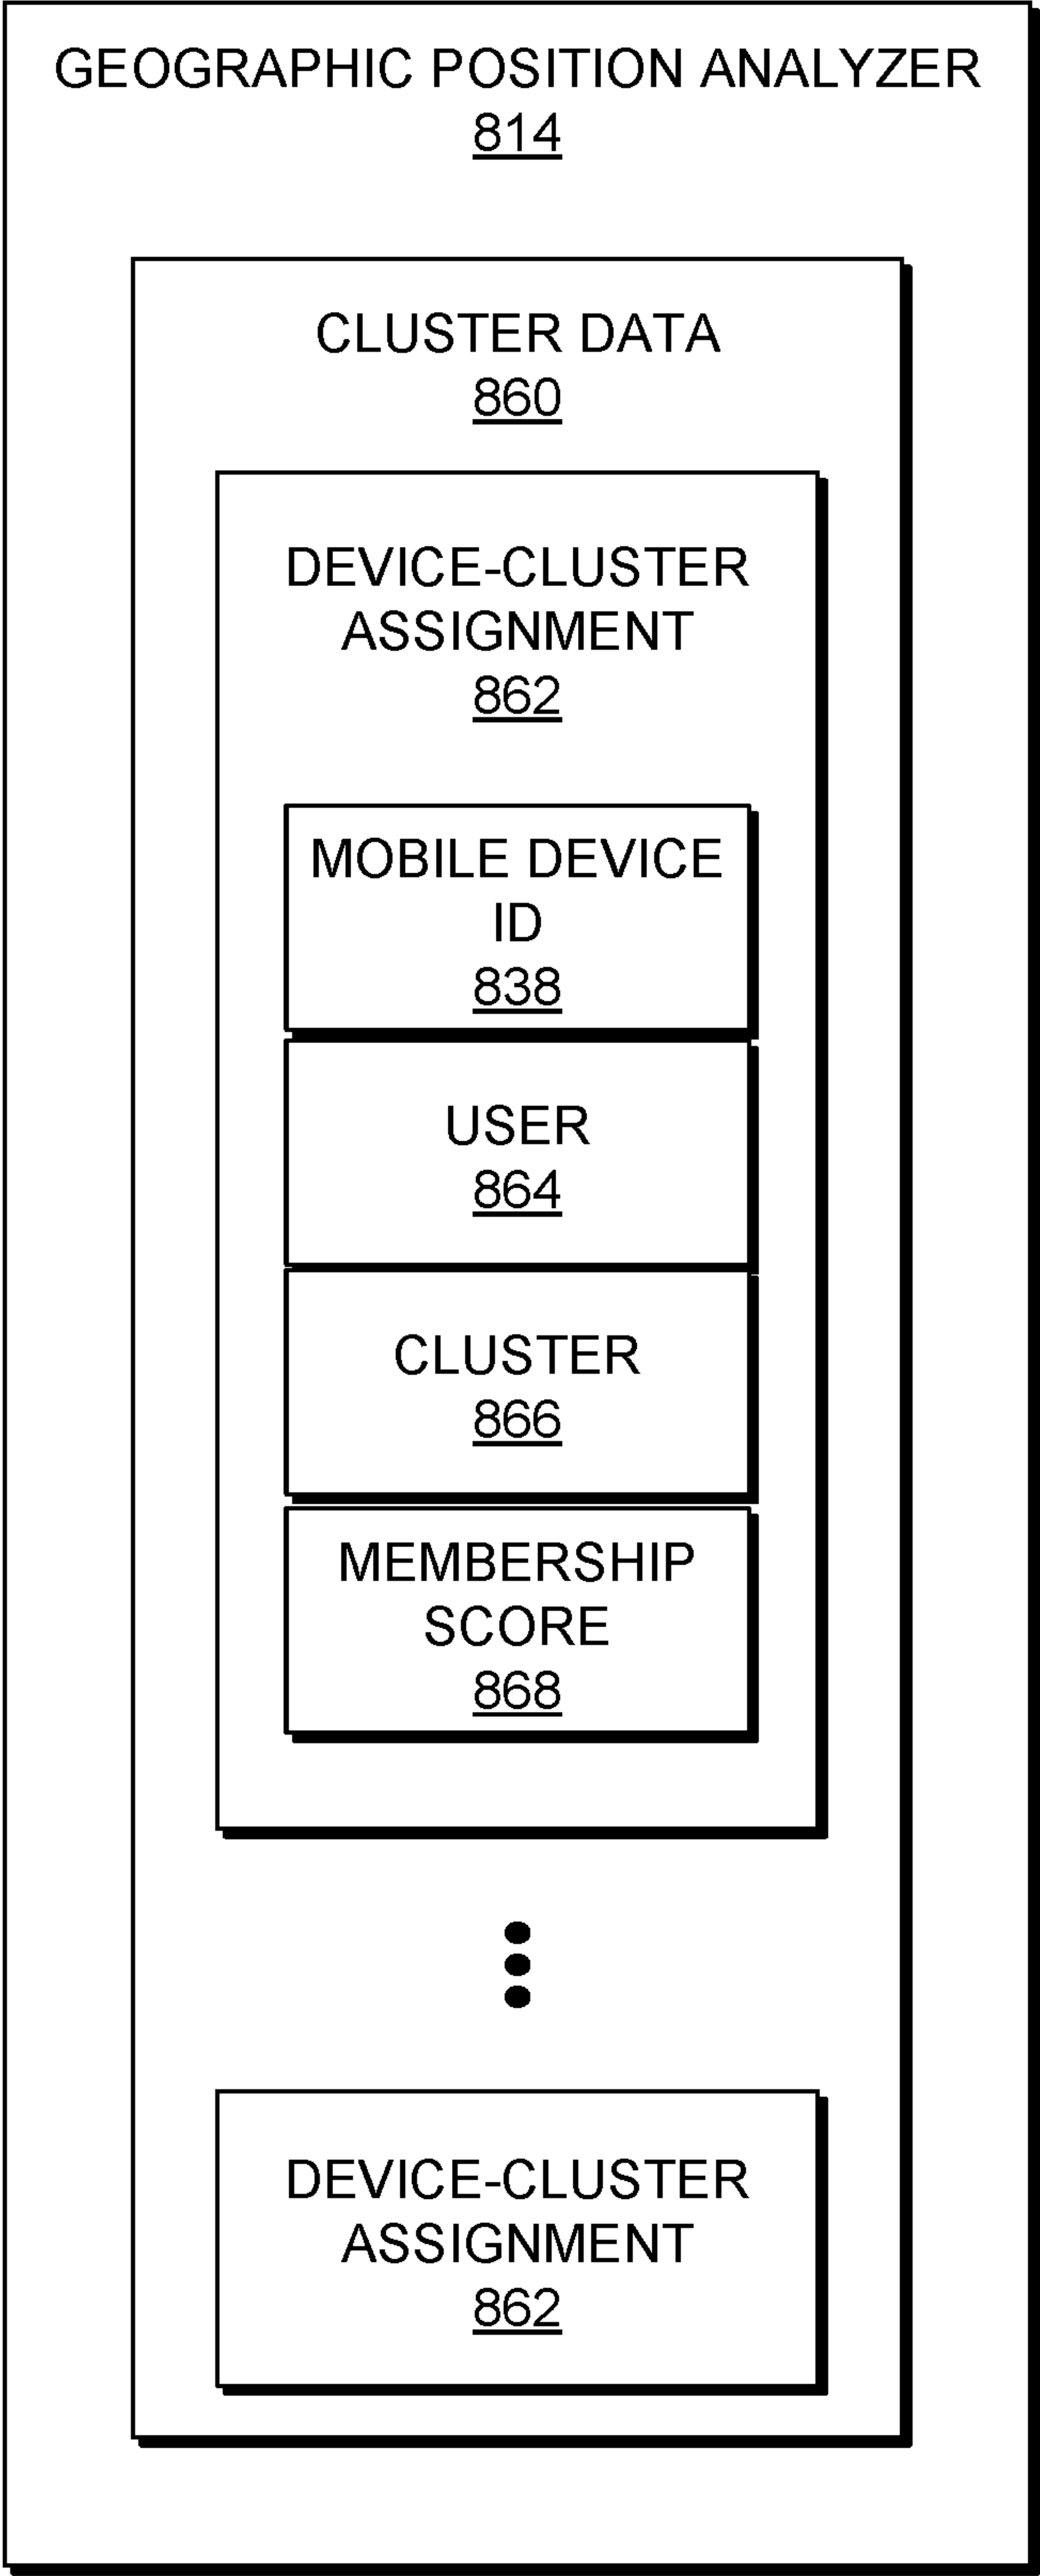 GEOGRAPHIC POSITION ANALYZER
814
CLUSTER DATA
860
DEVICE-CLUSTER
ASSIGNMENT
862
MOBILE DEVICE
ID
838
USER
864
CLUSTER
866
MEMBERSHIP
SCORE
868
DEVICE-CLUSTER
ASSIGNMENT
862